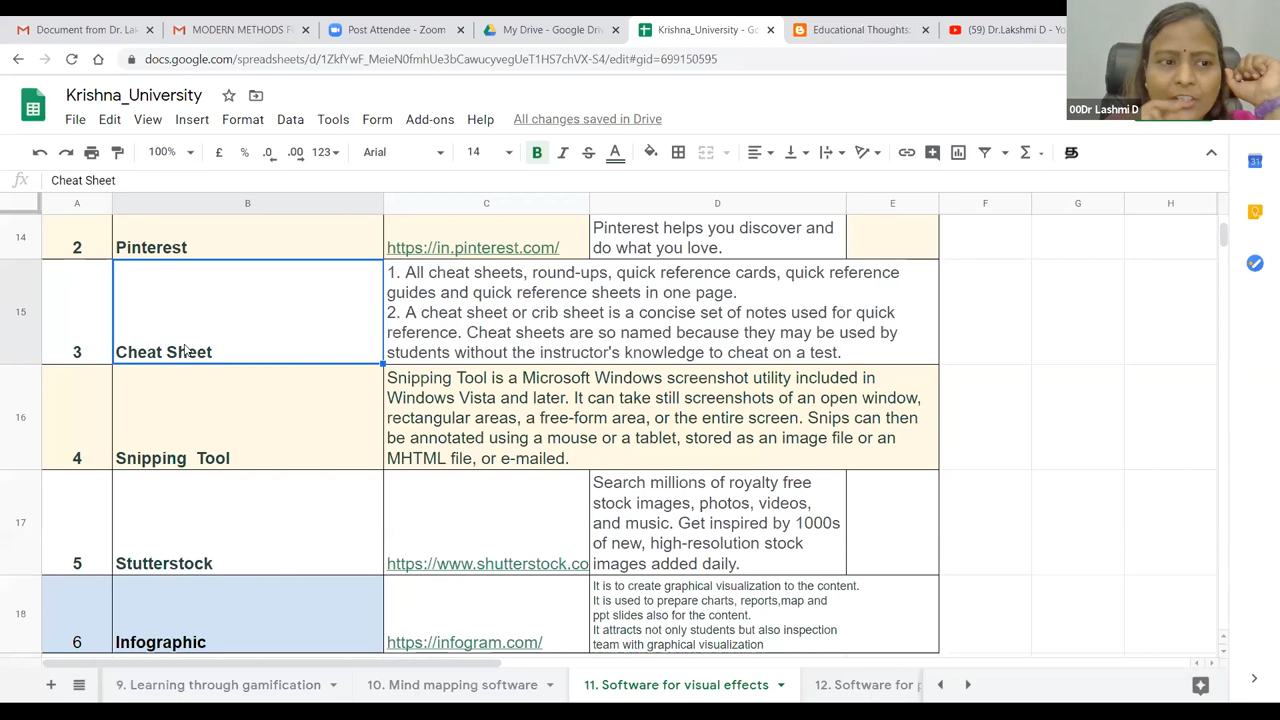 Document from Dr. Lak
MODERN METHODS F
Post Attendee - Zoom
My Drive - Google Driv
Krishna_University - Go
Educational Thoughts:
(59) Dr.Lakshmi D - Yo
docs.google.com/spreadsheets/d/1ZkfYwF_MeieN0fmhUe3bCawucyvegUeT1HS7chVX-S4/edit#gid=699150595
00Dr Lashmi D
Krishna_University
File Edit View Insert Format Data Tools Form Add-ons Help All changes saved in Drive
100% £ % .0 .00 123 Arial 14 B I S A
fx Cheat Sheet
A B C D E F G H
14 2 Pinterest https://in.pinterest.com/
Pinterest helps you discover and
do what you love.
15 3 Cheat Sheet
1. All cheat sheets, round-ups, quick reference cards, quick reference
guides and quick reference sheets in one page.
2. A cheat sheet or crib sheet is a concise set of notes used for quick
reference. Cheat sheets are so named because they may be used by
students without the instructor's knowledge to cheat on a test.
16 4 Snipping Tool
Snipping Tool is a Microsoft Windows screenshot utility included in
Windows Vista and later. It can take still screenshots of an open window,
rectangular areas, a free-form area, or the entire screen. Snips can then
be annotated using a mouse or a tablet, stored as an image file or an
MHTML file, or e-mailed.
17 5 Stutterstock https://www.shutterstock.co
Search millions of royalty free
stock images, photos, videos,
and music. Get inspired by 1000s
of new, high-resolution stock
images added daily.
18 6 Infographic https://infogram.com/
It is to create graphical visualization to the content.
It is used to prepare charts, reports,map and
ppt slides also for the content.
It attracts not only students but also inspection
team with graphical visualization
9. Learning through gamification
10. Mind mapping software
11. Software for visual effects
12. Software for p